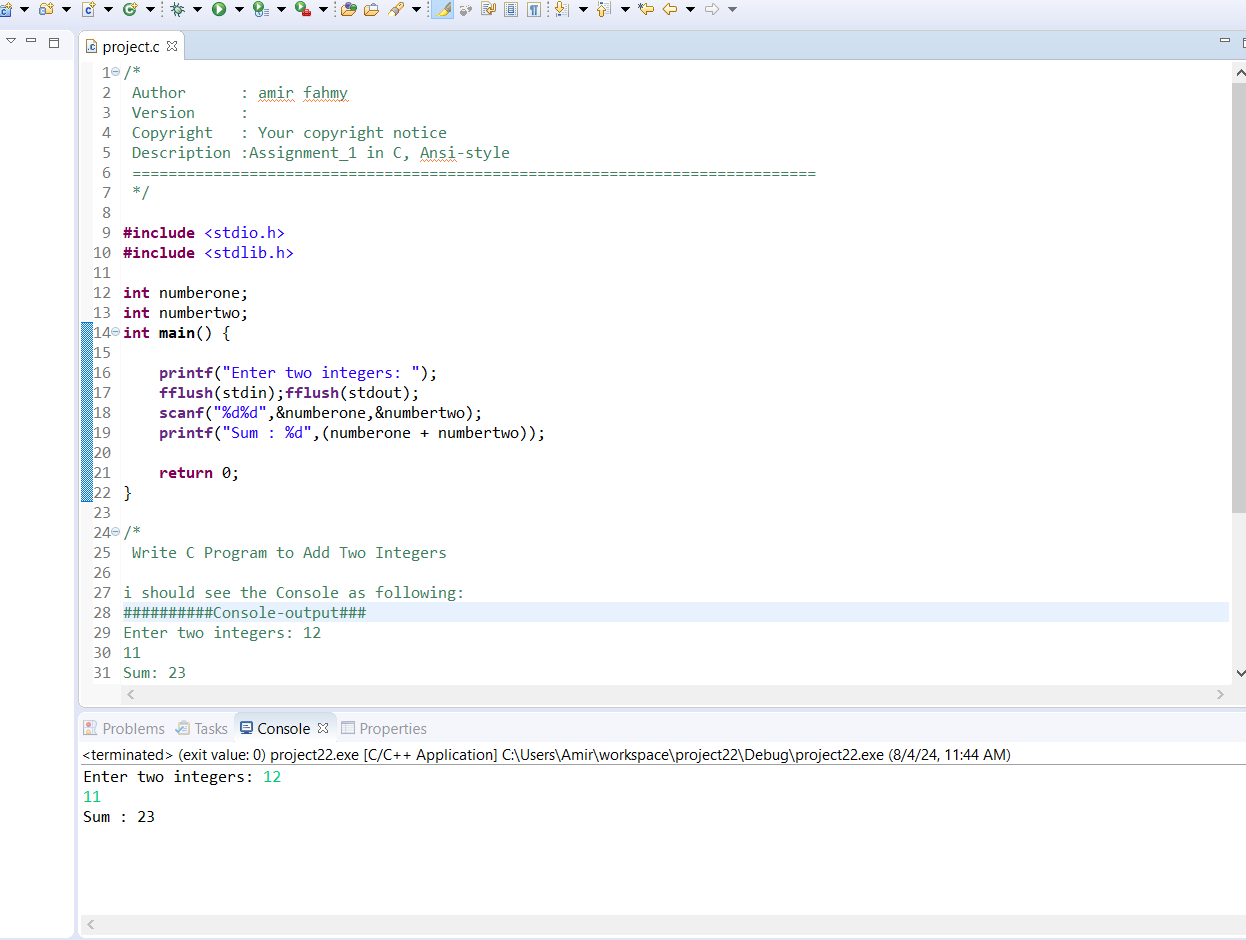 project.c
1 /*
2  Author      : amir fahmy
3  Version     :
4  Copyright   : Your copyright notice
5  Description :Assignment_1 in C, Ansi-style
6  ============================================================================
7  */
8
9 #include <stdio.h>
10 #include <stdlib.h>
11
12 int numberone;
13 int numbertwo;
14 int main() {
15
16     printf("Enter two integers: ");
17     fflush(stdin);fflush(stdout);
18     scanf("%d%d",&numberone,&numbertwo);
19     printf("Sum : %d",(numberone + numbertwo));
20
21     return 0;
22 }
23
24 /*
25  Write C Program to Add Two Integers
26
27 i should see the Console as following:
28 ##########Console-output###
29 Enter two integers: 12
30 11
31 Sum: 23
Problems Tasks Console Properties
<terminated> (exit value: 0) project22.exe [C/C++ Application] C:\Users\Amir\workspace\project22\Debug\project22.exe (8/4/24, 11:44 AM)
Enter two integers: 12
11
Sum : 23